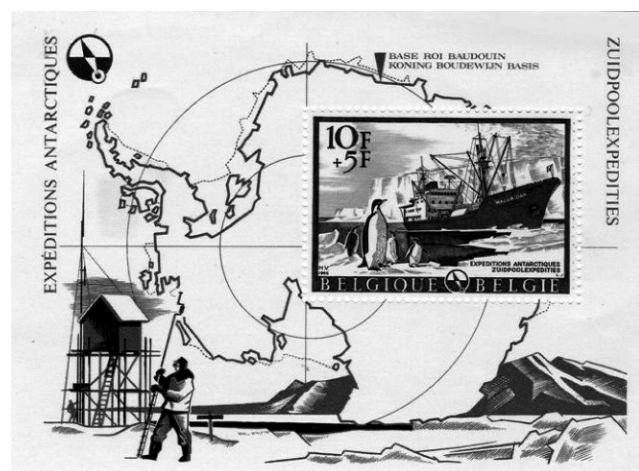 EXPÉDITIONS ANTARCTIQUES
BASE ROI BAUDOUIN
KONING BOUDEWIJN BASIS
ZUIDPOOLEXPEDITIES
10F
+5F
EXPEDITIONS ANTARCTIQUES
ZUIDPOOLEXPEDITIES
BELGIQUE BELGIE